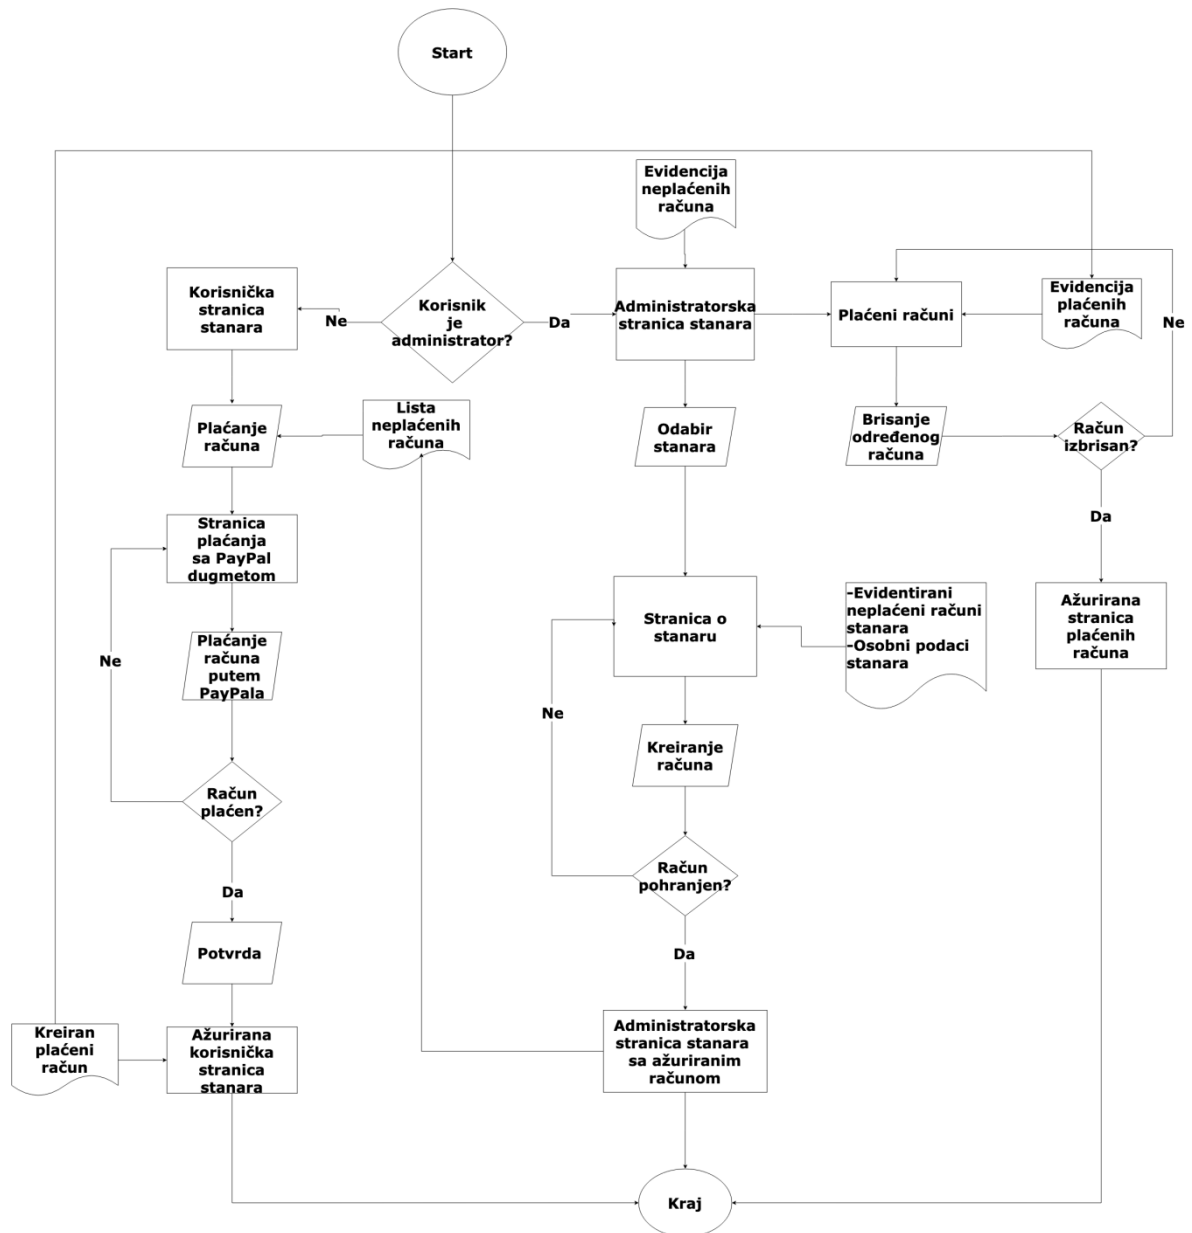 Start
Evidencija
neplaćenih
računa
Korisnička
stranica
stanara
Ne
Korisnik
je
administrator?
Da
Administratorska
stranica stanara
Plaćeni računi
Evidencija
plaćenih
računa
Ne
Plaćanje
računa
Lista
neplaćenih
računa
Odabir
stanara
Brisanje
određenog
računa
Račun
izbrisan?
Da
Stranica
plaćanja
sa PayPal
dugmetom
Ne
Plaćanje
računa
putem
PayPala
Stranica o
stanaru
-Evidentirani
neplaćeni računi
stanara
-Osobni podaci
stanara
Ažurirana
stranica
plaćenih
računa
Ne
Kreiranje
računa
Račun
plaćen?
Račun
pohranjen?
Da
Potvrda
Da
Kreiran
plaćeni
račun
Ažurirana
korisnička
stranica
stanara
Administratorska
stranica stanara
sa ažuriranim
računom
Kraj